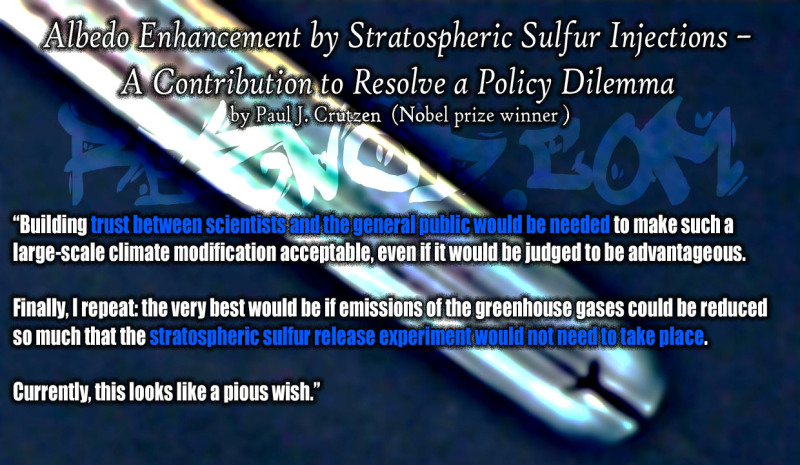 Albedo Enhancement by Stratospheric Sulfur Injections –
A Contribution to Resolve a Policy Dilemma
by Paul J. Crutzen (Nobel prize winner )
“Building trust between scientists and the general public would be needed to make such a
large-scale climate modification acceptable, even if it would be judged to be advantageous.
Finally, I repeat: the very best would be if emissions of the greenhouse gases could be reduced
so much that the stratospheric sulfur release experiment would not need to take place.
Currently, this looks like a pious wish.”